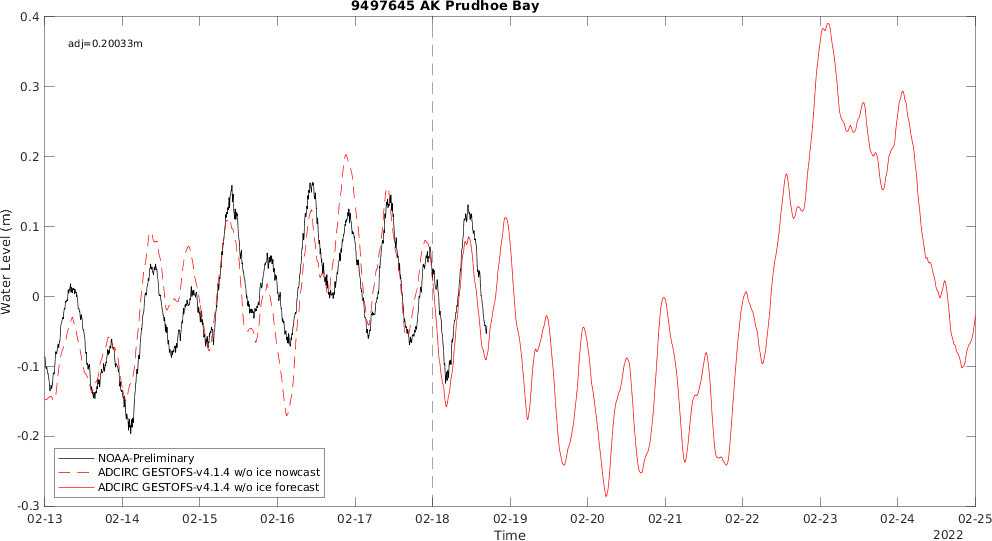 9497645 AK Prudhoe Bay
adj=0.20033m
Water Level (m)
0.4
0.3
0.2
0.1
0
-0.1
-0.2
-0.3
NOAA-Preliminary
ADCIRC GESTOFS-v4.1.4 w/o ice nowcast
ADCIRC GESTOFS-v4.1.4 w/o ice forecast
02-13 02-14 02-15 02-16 02-17 02-18 02-19 02-20 02-21 02-22 02-23 02-24 02-25
Time
2022